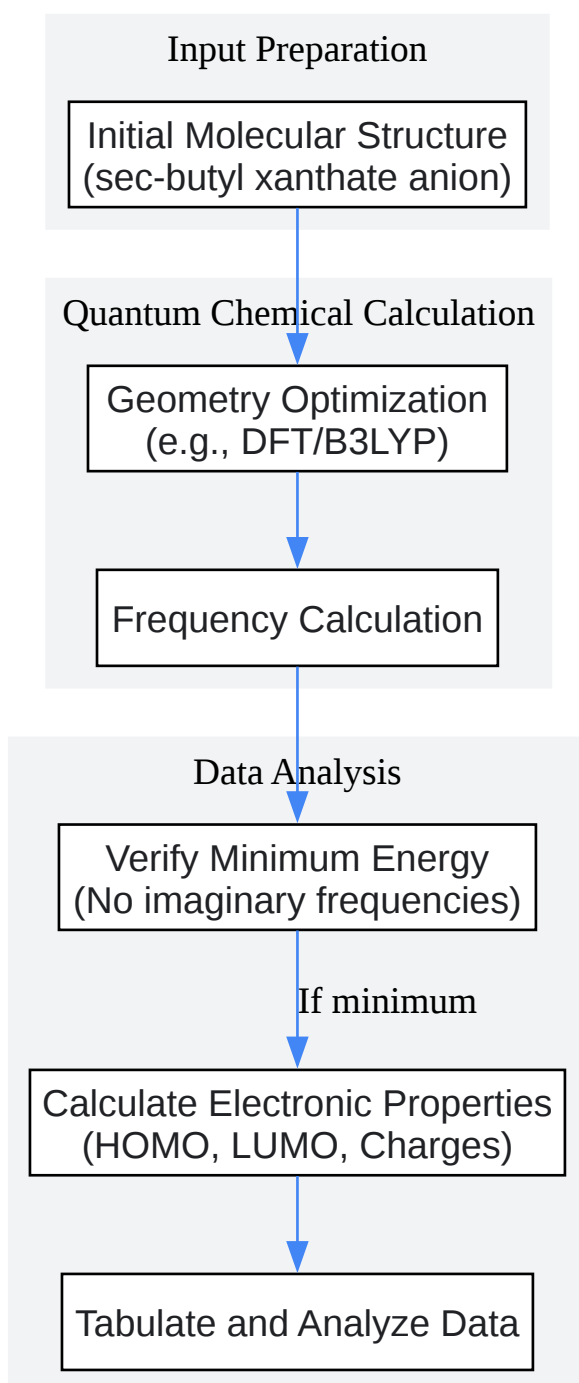 Input Preparation
Initial Molecular Structure
(sec-butyl xanthate anion)
Quantum Chemical Calculation
Geometry Optimization
(e.g., DFT/B3LYP)
Frequency Calculation
Data Analysis
Verify Minimum Energy
(No imaginary frequencies)
If minimum
Calculate Electronic Properties
(HOMO, LUMO, Charges)
Tabulate and Analyze Data